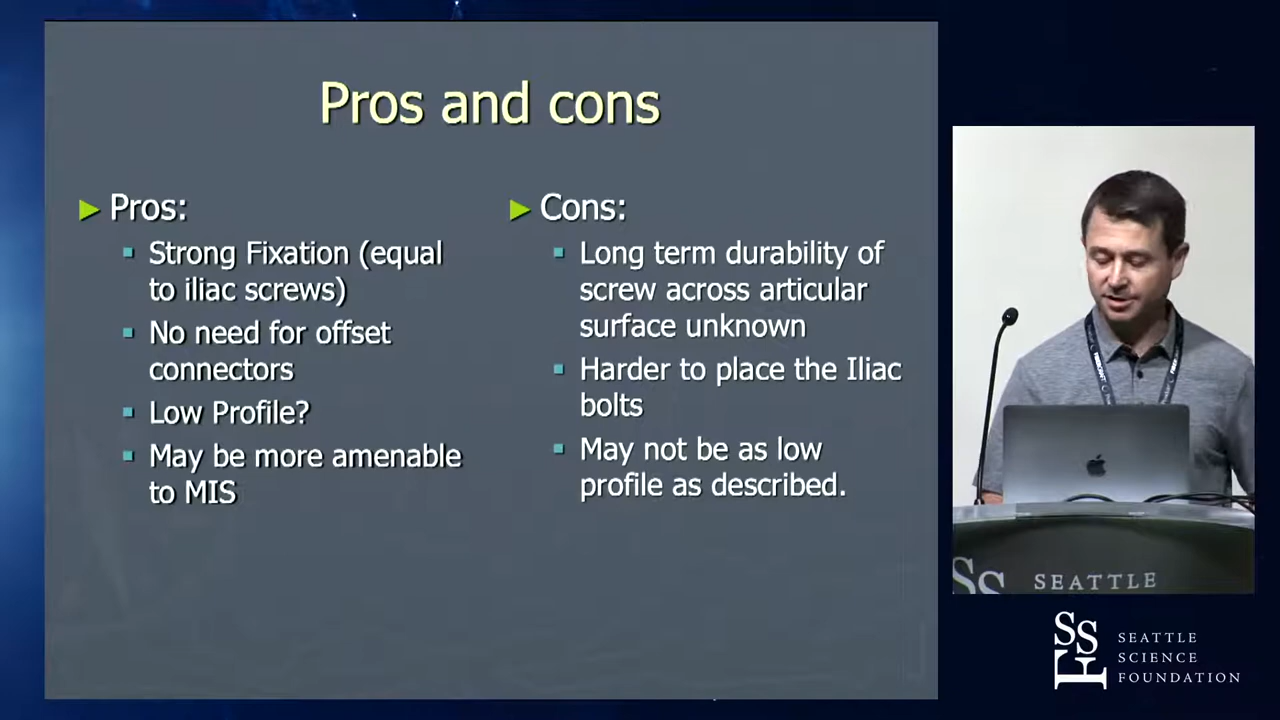 Pros and cons
Pros:
Strong Fixation (equal
to iliac screws)
No need for offset
connectors
Low Profile?
May be more amenable
to MIS
Cons:
Long term durability of
screw across articular
surface unknown
Harder to place the Iliac
bolts
May not be as low
profile as described.
SSF SEATTLE
SSF
SEATTLE
SCIENCE
FOUNDATION